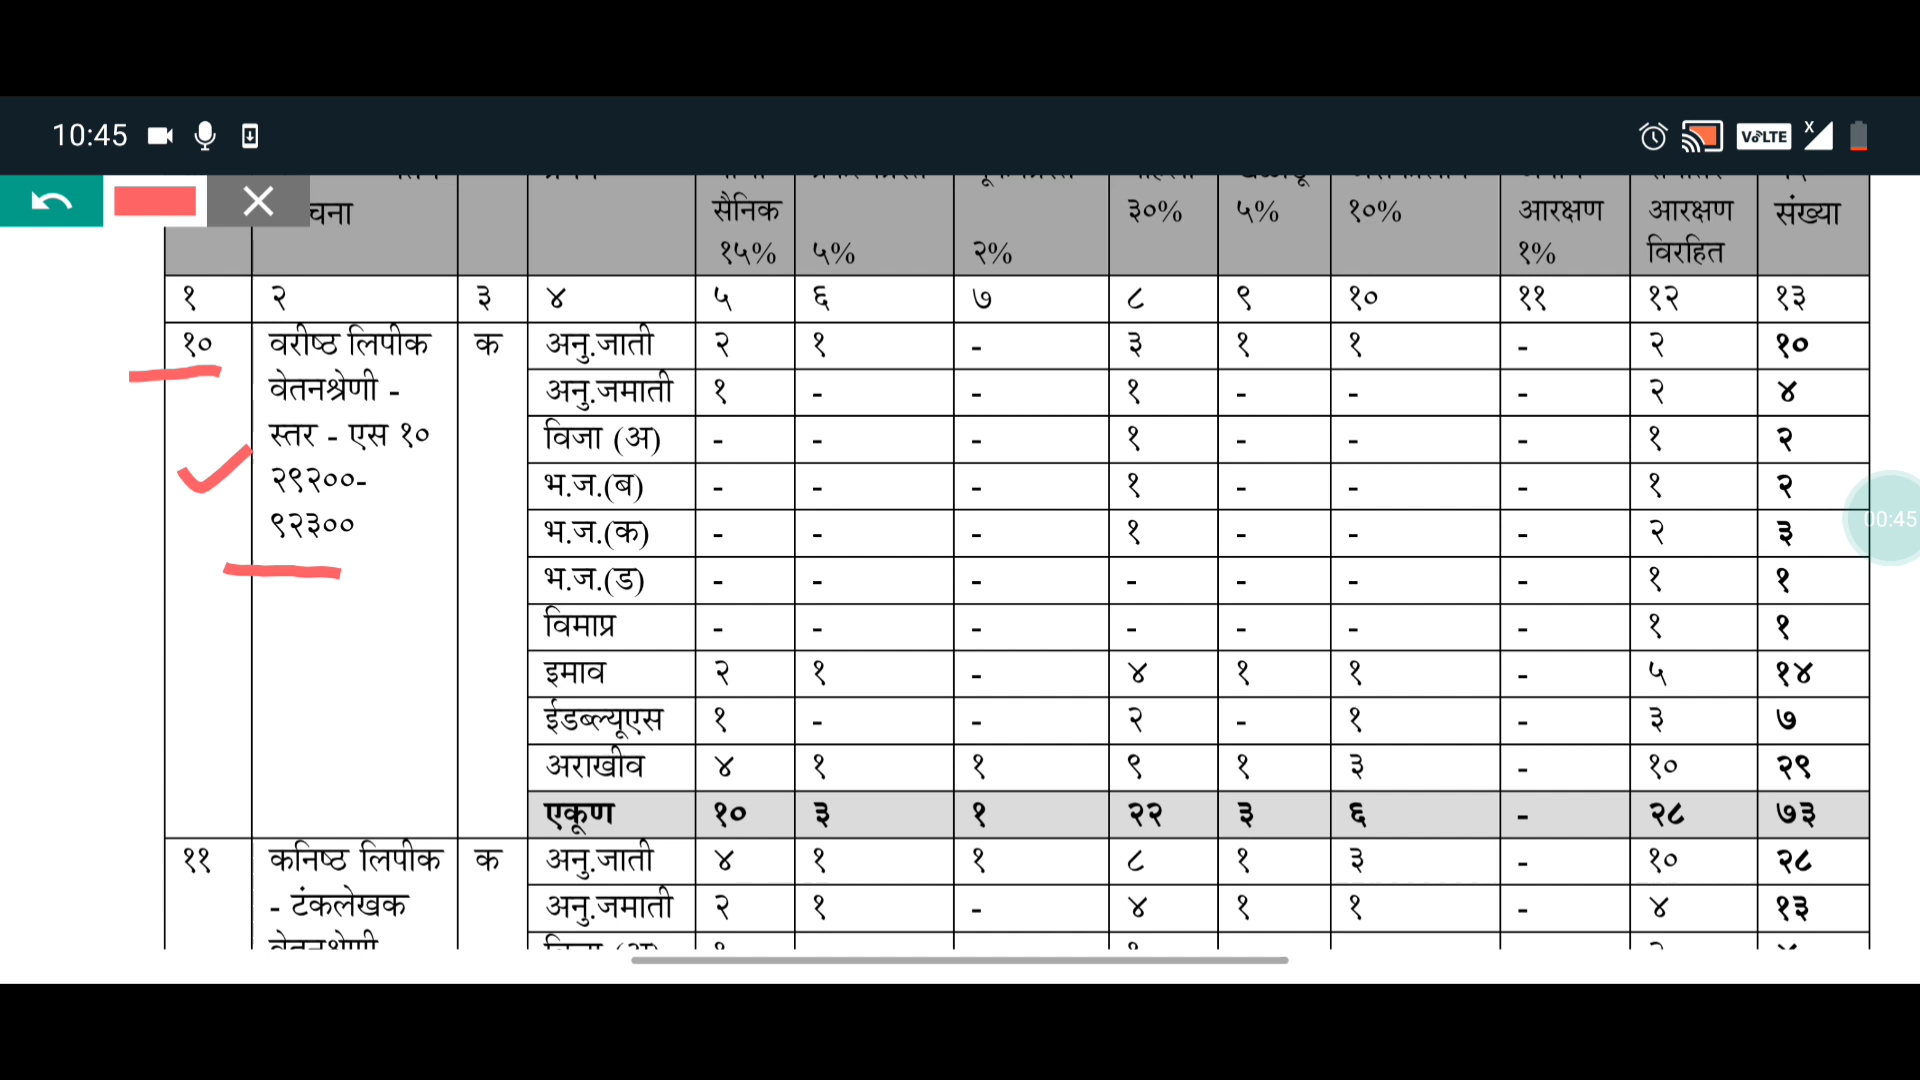 10:45 VoLTE X
चना सैनिक ३०% ५% १०% आरक्षण आरक्षण संख्या
१५% ५% २% १% विरहित
१ २ ३ ४ ५ ६ ७ ८ ९ १० ११ १२ १३
१० वरीष्ठ लिपीक क अनु.जाती २ १ - ३ १ १ - २ १०
वेतनश्रेणी - अनु.जमाती १ - - १ - - - २ ४
स्तर - एस १० विजा (अ) - - - १ - - - १ २
२९२००- भ.ज.(ब) - - - १ - - - १ २
९२३०० भ.ज.(क) - - - १ - - - २ ३
00:45
भ.ज.(ड) - - - - - - - १ १
विमाप्र - - - - - - - १ १
इमाव २ १ - ४ १ १ - ५ १४
ईडब्ल्यूएस १ - - २ - १ - ३ ७
अराखीव ४ १ १ ९ १ ३ - १० २९
एकूण १० ३ १ २२ ३ ६ - २८ ७३
११ कनिष्ठ लिपीक क अनु.जाती ४ १ १ ८ १ ३ - १० २८
- टंकलेखक अनु.जमाती २ १ - ४ १ १ - ४ १३